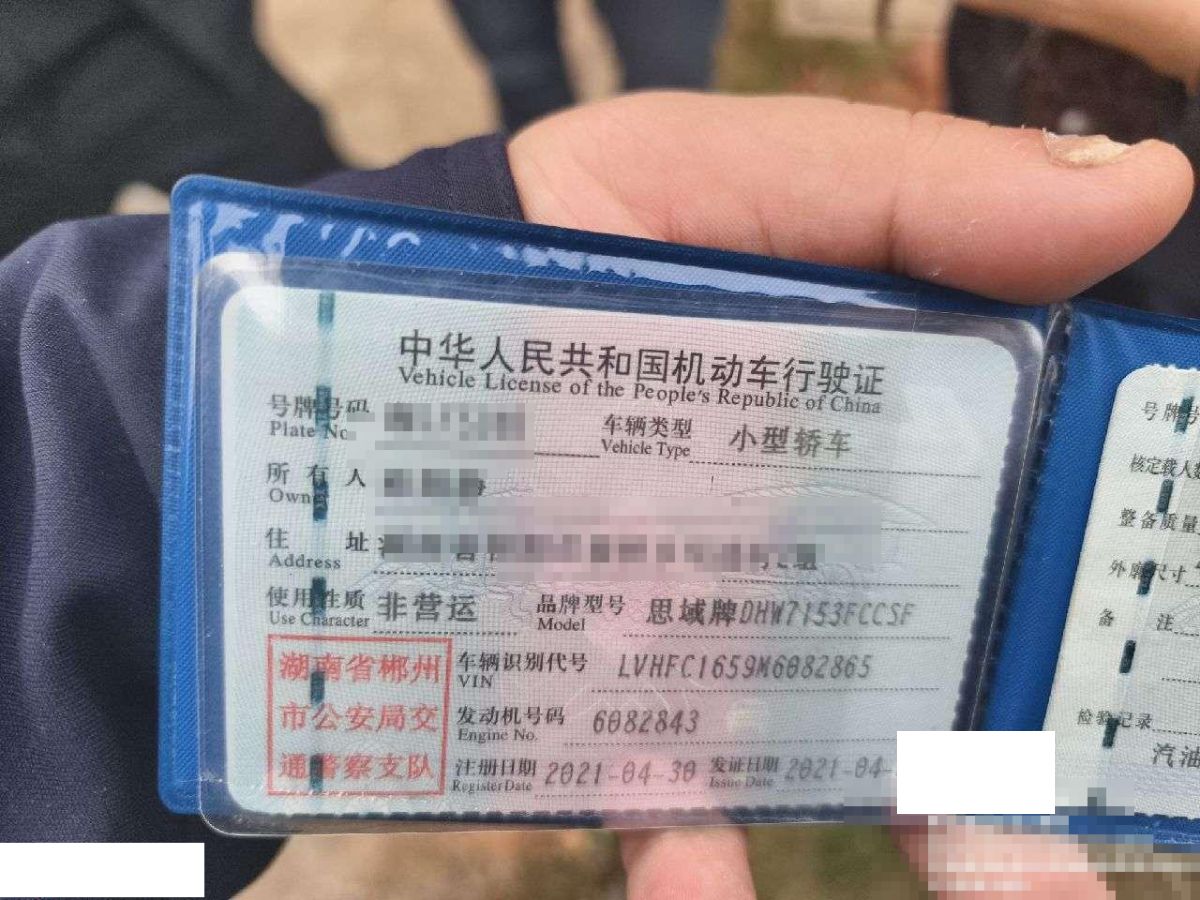 中华人民共和国机动车行驶证
Vehicle License of the People's Republic of China
号牌号码
Plate No.
车辆类型 小型轿车
Vehicle Type
所有人
Owner
住址
Address
使用性质 非营运
Use Character
品牌型号 思域牌DHW7153FCCSF
Model
湖南省郴州
市公安局交
通警察支队
车辆识别代号 LVHFC1659M6082865
VIN
发动机号码 6082843
Engine No.
注册日期 2021-04-30
Register Date
发证日期 2021-04-
Issue Date
号牌号
核定载人数
整备质量
外廓尺寸
备注
检验记录
汽油